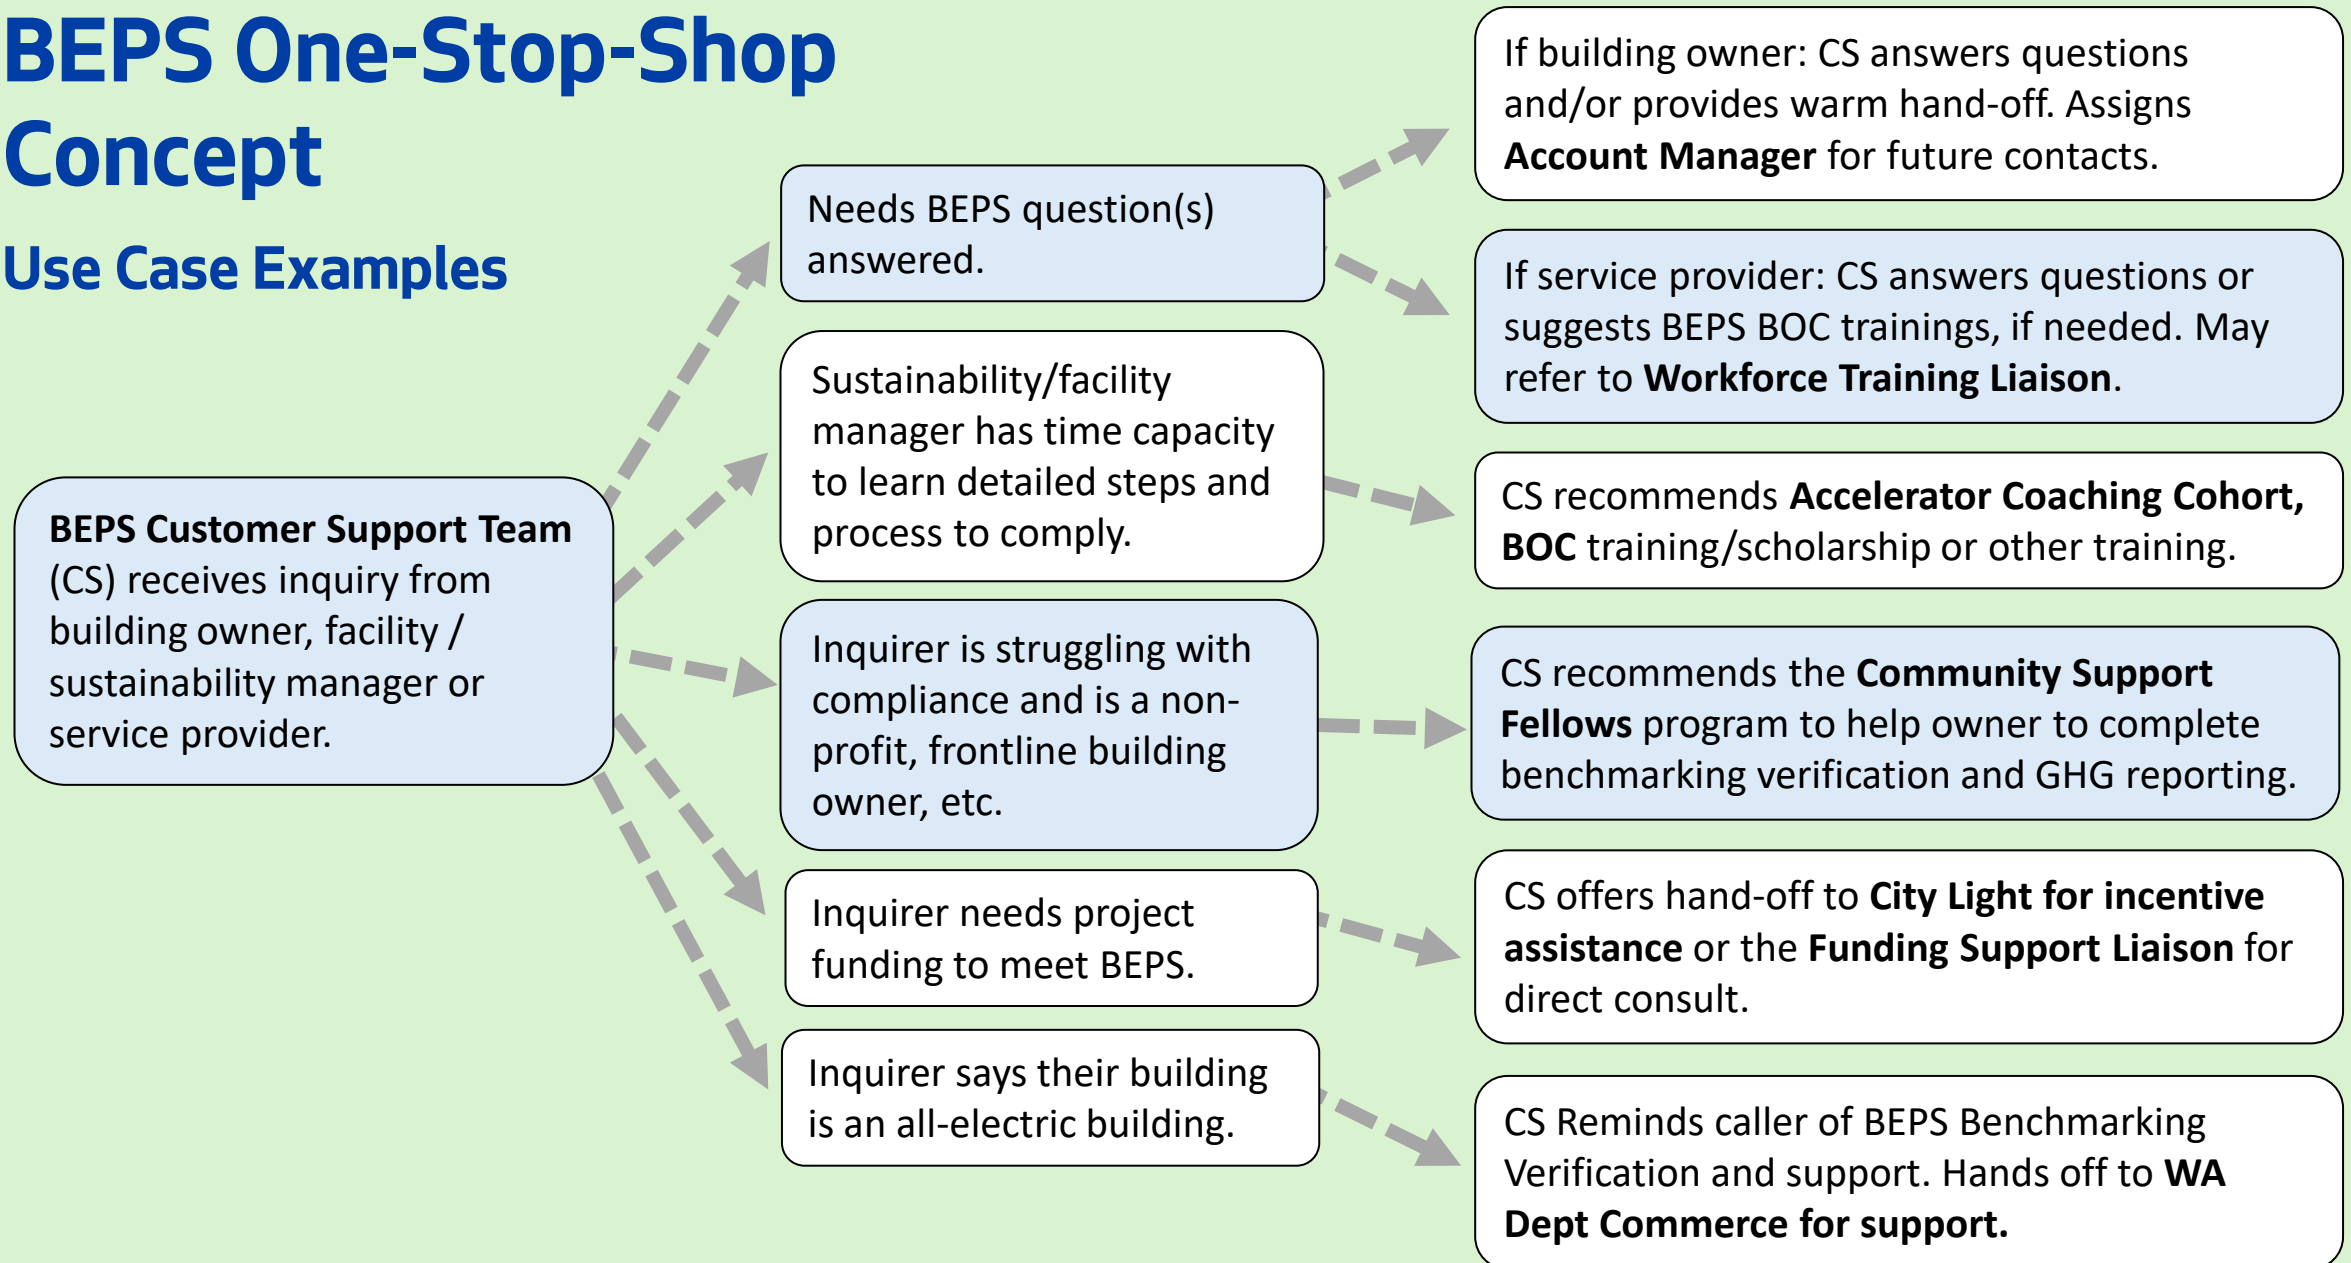 BEPS One-Stop-Shop
Concept
Use Case Examples
BEPS Customer Support Team
(CS) receives inquiry from
building owner, facility /
sustainability manager or
service provider.
Needs BEPS question(s)
answered.
Sustainability/facility
manager has time capacity
to learn detailed steps and
process to comply.
Inquirer is struggling with
compliance and is a non-
profit, frontline building
owner, etc.
Inquirer needs project
funding to meet BEPS.
Inquirer says their building
is an all-electric building.
If building owner: CS answers questions
and/or provides warm hand-off. Assigns
Account Manager for future contacts.
If service provider: CS answers questions or
suggests BEPS BOC trainings, if needed. May
refer to Workforce Training Liaison.
CS recommends Accelerator Coaching Cohort,
BOC training/scholarship or other training.
CS recommends the Community Support
Fellows program to help owner to complete
benchmarking verification and GHG reporting.
CS offers hand-off to City Light for incentive
assistance or the Funding Support Liaison for
direct consult.
CS Reminds caller of BEPS Benchmarking
Verification and support. Hands off to WA
Dept Commerce for support.